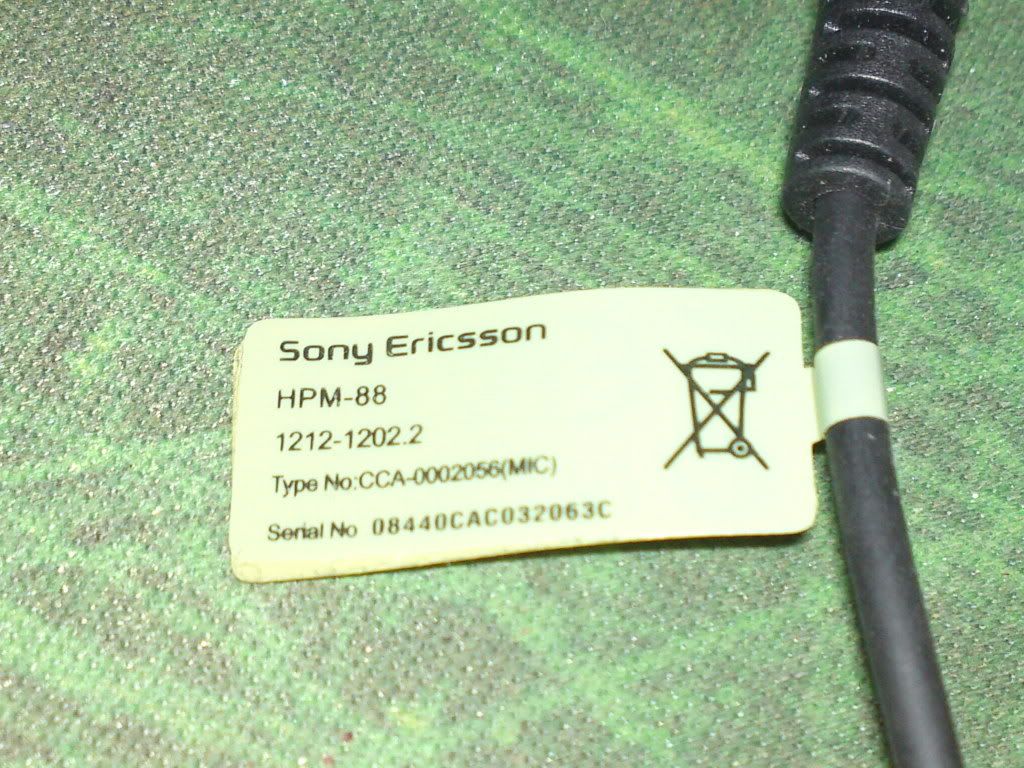 Sony Ericsson
HPM-88
1212-1202.2
Type No:CCA-0002056(MIC)
Serial No 08440CAC032063C